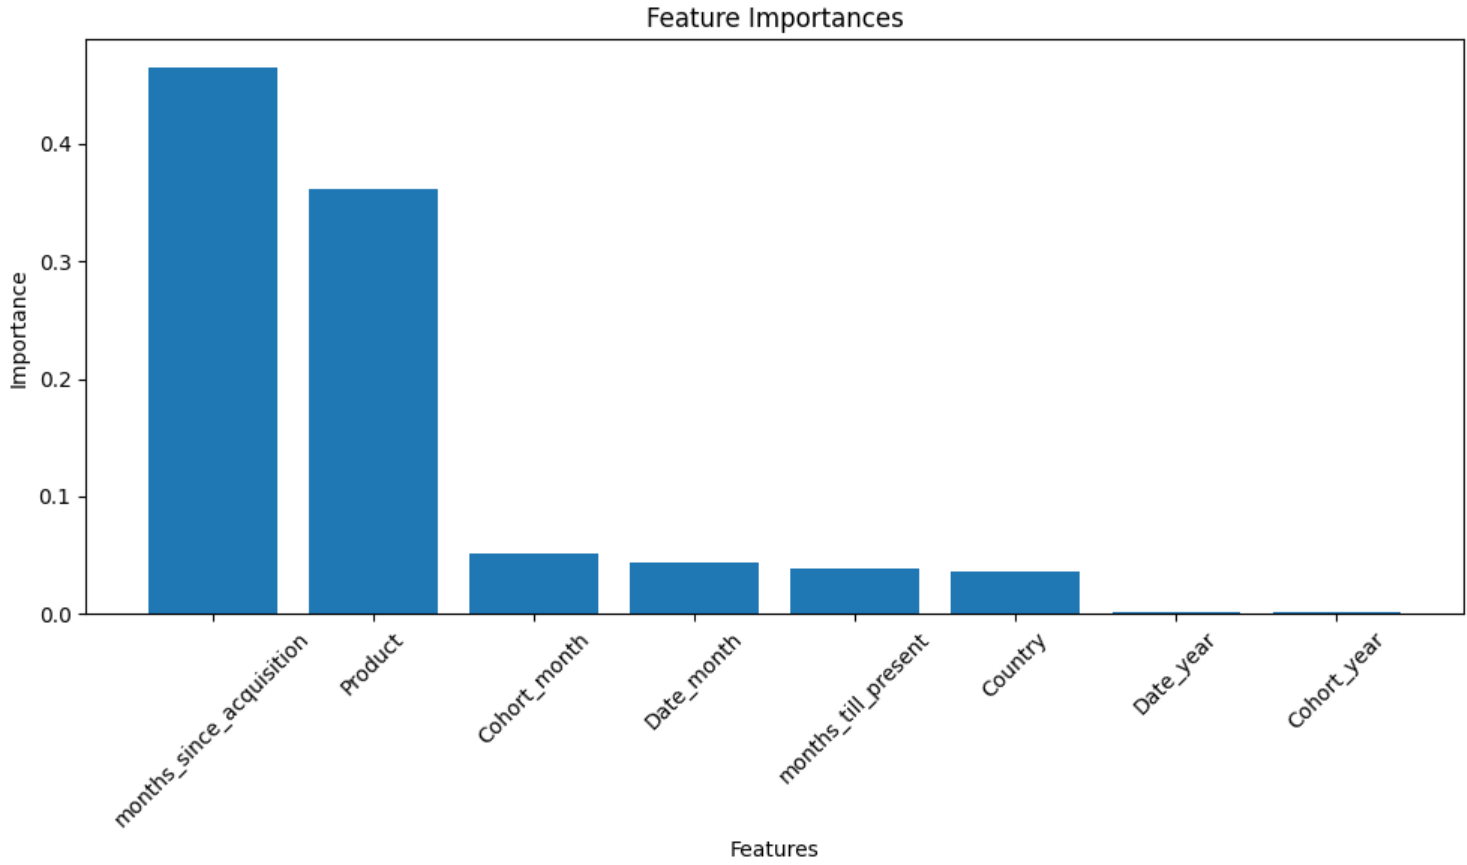 Feature Importances
0.4
0.3
0.2
0.1
0.0
Importance
months_since_acquisition
Product
Cohort_month
Date_month
months_till_present
Country
Date_year
Cohort_year
Features